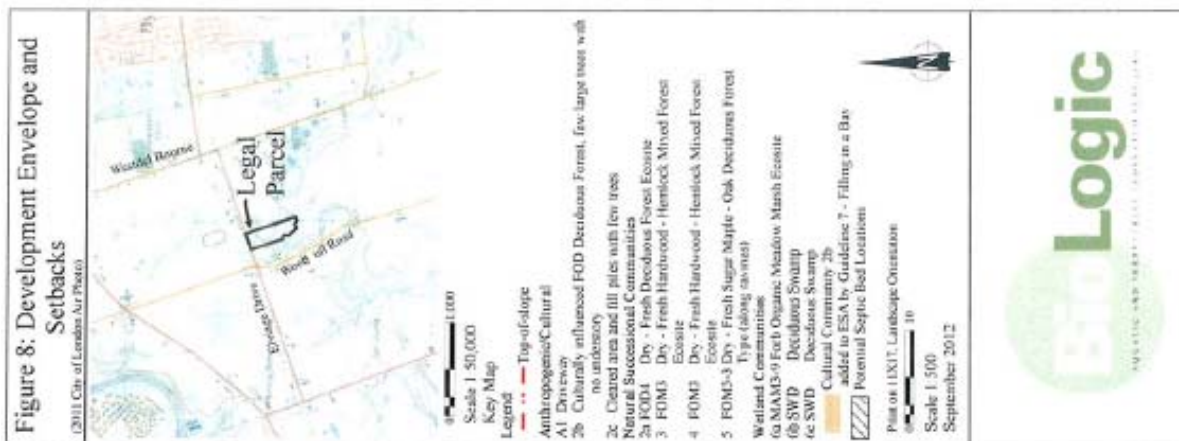 Figure 8: Development Envelope and
Setbacks
(2011 City of London Air Photo)
Westdel Bourne
Legal
Parcel
Road
Drive
Scale 1:50,000
Key Map
Legend
Top-of-slope
Anthropogenic/Cultural
A1 Driveway
2b Culturally influenced FOD Deciduous Forest, few large trees with
no understory
2c Cleared area and fill piles with few trees
Natural Successional Communities
2a FOD4 Dry - Fresh Deciduous Forest Ecosite
3 FOM3 Dry - Fresh Hardwood - Hemlock Mixed Forest
Ecosite
4 FOM3 Dry - Fresh Hardwood - Hemlock Mixed Forest
Ecosite
5 FOM5-3 Dry - Fresh Sugar Maple - Oak Deciduous Forest
Type (along ravines)
Wetland Communities
6a MAM3-9 Forb Organic Meadow Marsh Ecosite
6b SWD Deciduous Swamp
6c SWD Deciduous Swamp
Cultural Community 2b
added to ESA by Guideline 7 - Filling in a Bay
Potential Septic Bed Locations
N
Print on 11X17, Landscape Orientation
10
Scale 1:500
September 2012
BioLogic